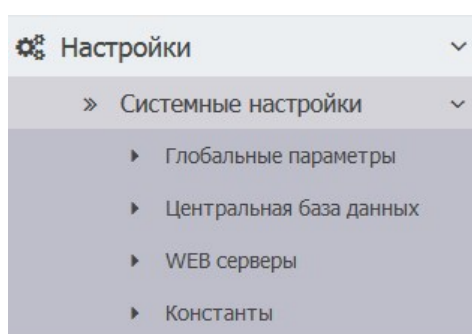 Настройки
Системные настройки
Глобальные параметры
Центральная база данных
WEB серверы
Константы